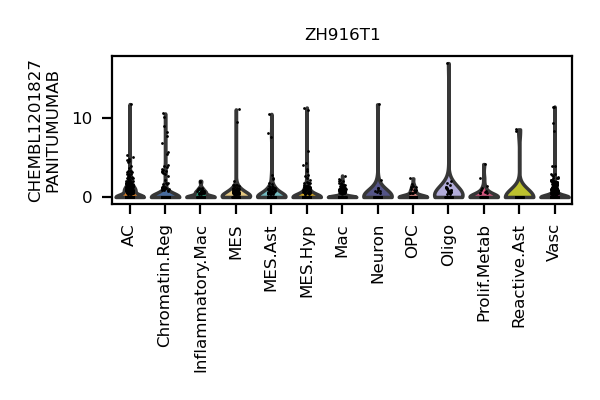 ZH916T1
CHEMBL1201827
PANITUMUMAB
10
0
AC
Chromatin.Reg
Inflammatory.Mac
MES
MES.Ast
MES.Hyp
Mac
Neuron
OPC
Oligo
Prolif.Metab
Reactive.Ast
Vasc